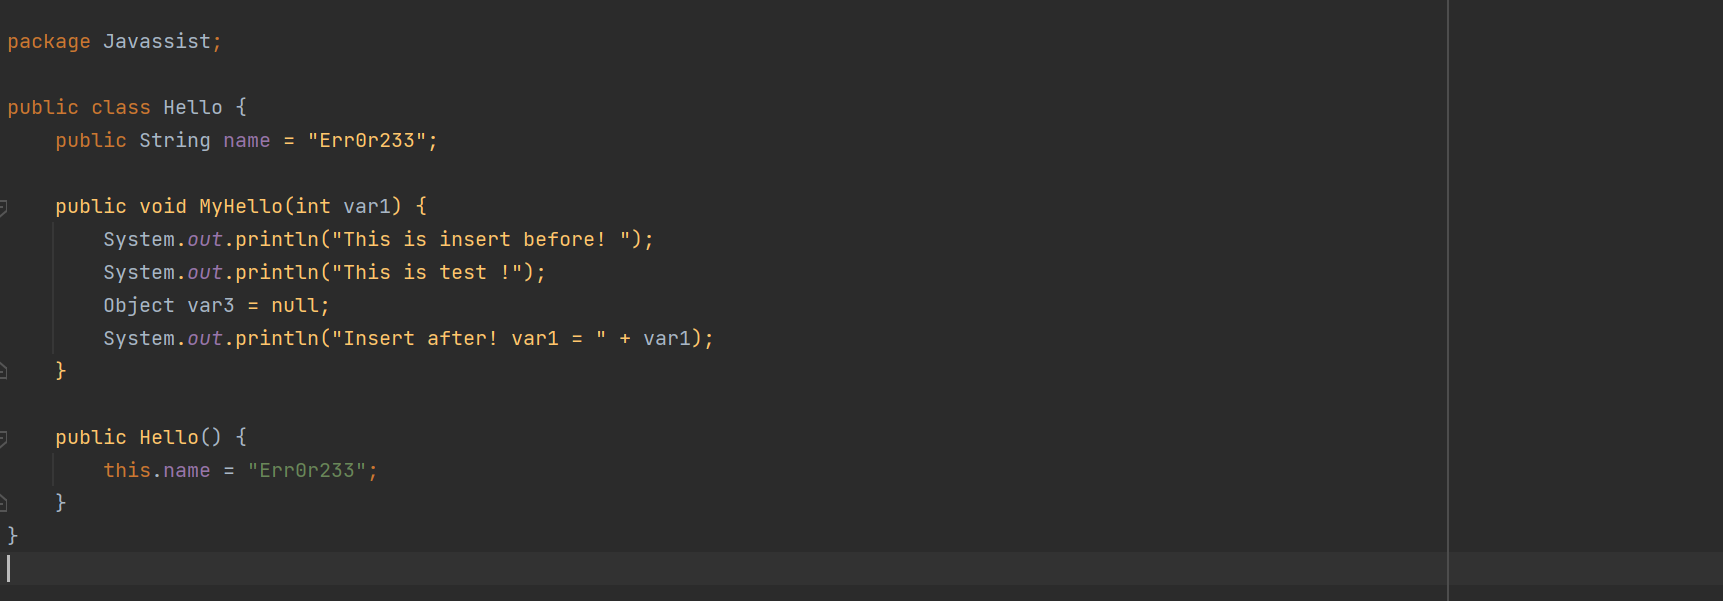 package Javassist;
public class Hello {
    public String name = "Err0r233";
    public void MyHello(int var1) {
        System.out.println("This is insert before! ");
        System.out.println("This is test !");
        Object var3 = null;
        System.out.println("Insert after! var1 = " + var1);
    }
    public Hello() {
        this.name = "Err0r233";
    }
}